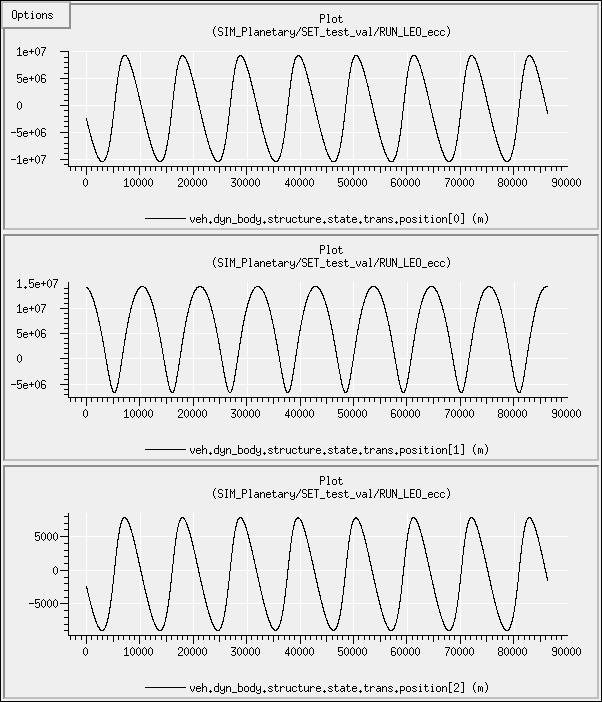 Options
Plot
(SIM_Planetary/SET_test_val/RUN_LEO_ecc)
1e+07
5e+06
0
-5e+06
-1e+07
0 10000 20000 30000 40000 50000 60000 70000 80000 90000
veh.dyn_body.structure.state.trans.position[0] (m)
Plot
(SIM_Planetary/SET_test_val/RUN_LEO_ecc)
1.5e+07
1e+07
5e+06
0
-5e+06
0 10000 20000 30000 40000 50000 60000 70000 80000 90000
veh.dyn_body.structure.state.trans.position[1] (m)
Plot
(SIM_Planetary/SET_test_val/RUN_LEO_ecc)
5000
0
-5000
0 10000 20000 30000 40000 50000 60000 70000 80000 90000
veh.dyn_body.structure.state.trans.position[2] (m)